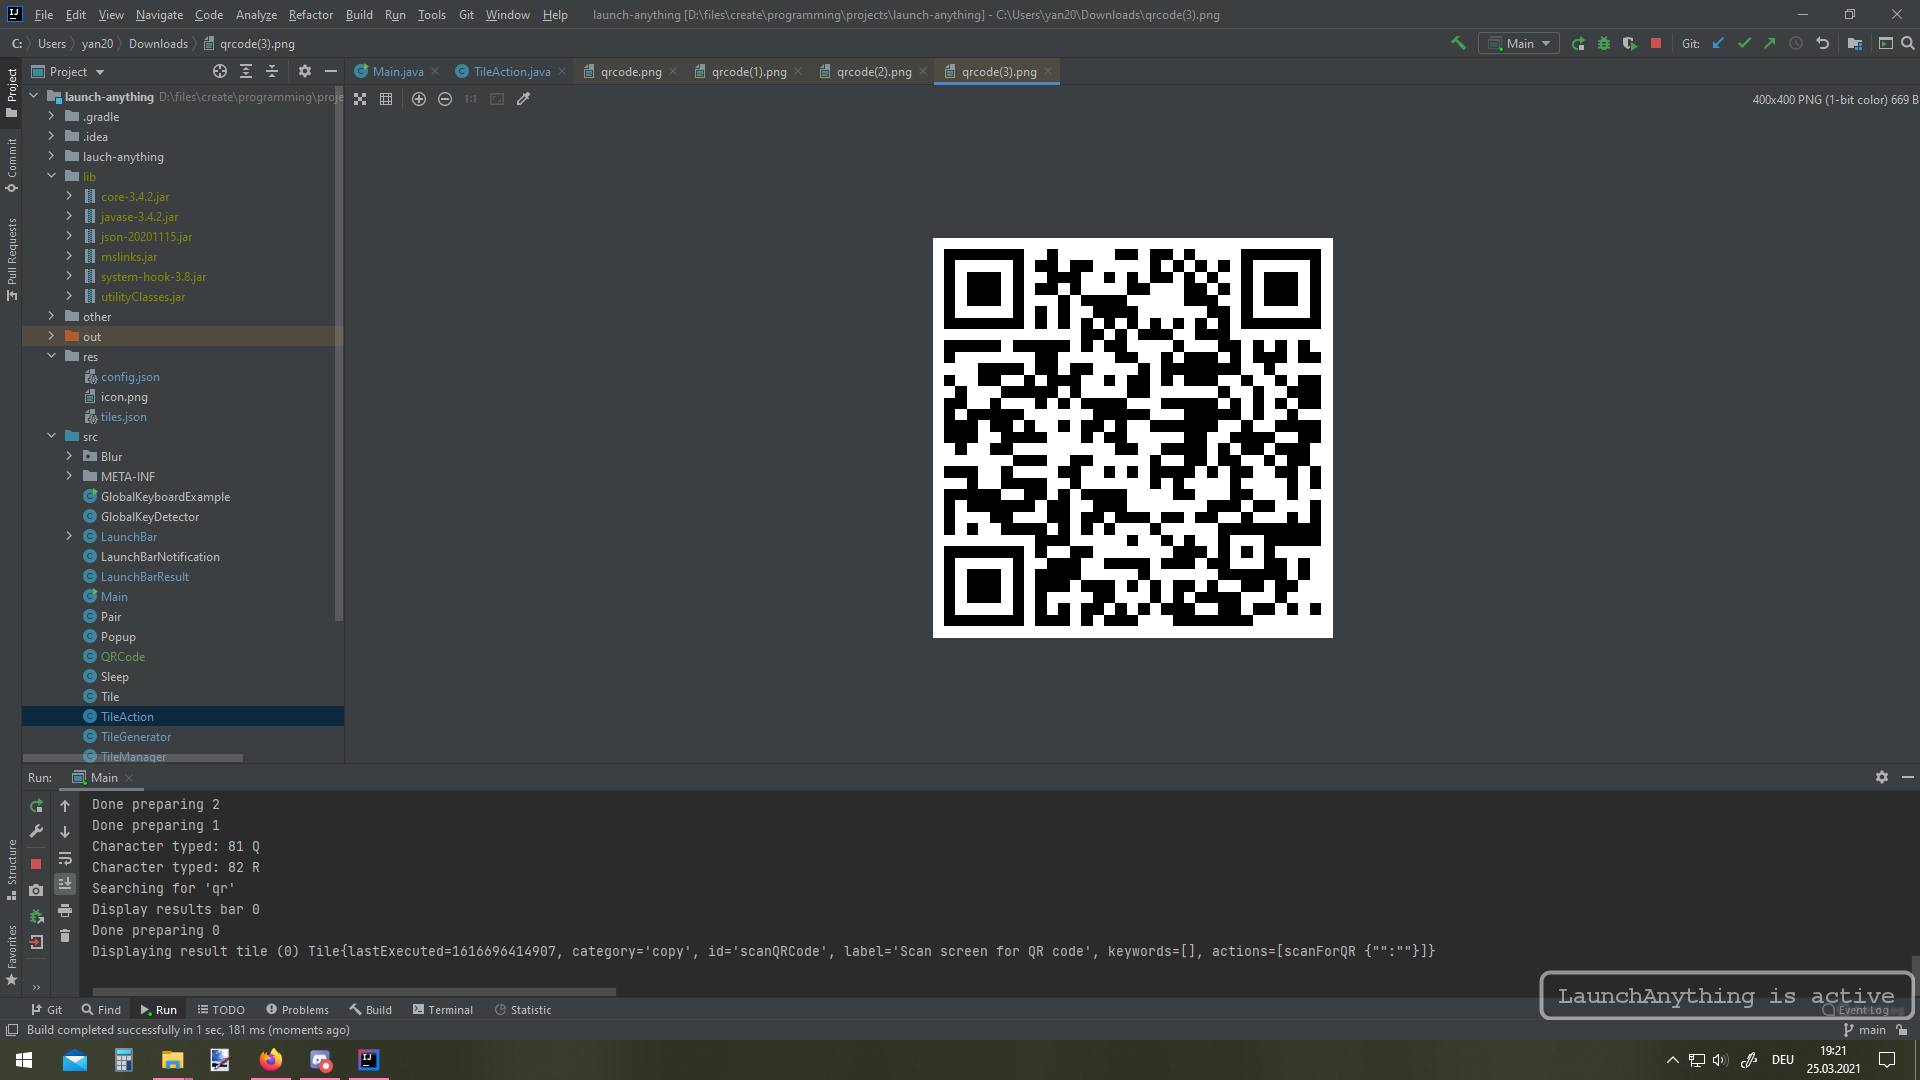 File Edit View Navigate Code Analyze Refactor Build Run Tools Git Window Help launch-anything [D:\files\create\programming\projects\launch-anything] - C:\Users\yan20\Downloads\qrcode(3).png
C: Users yan20 Downloads qrcode(3).png
Main
Git:
Project
Main.java TileAction.java qrcode.png qrcode(1).png qrcode(2).png qrcode(3).png
1:1
400x400 PNG (1-bit color) 669 B
Project
Commit
Pull Requests
launch-anything D:\files\create\programming\proje
.gradle
.idea
lauch-anything
lib
core-3.4.2.jar
javase-3.4.2.jar
json-20201115.jar
mslinks.jar
system-hook-3.8.jar
utilityClasses.jar
other
out
res
config.json
icon.png
tiles.json
src
Blur
META-INF
GlobalKeyboardExample
GlobalKeyDetector
LaunchBar
LaunchBarNotification
LaunchBarResult
Main
Pair
Popup
QRCode
Sleep
Tile
TileAction
TileGenerator
TileManager
Run: Main
Structure
Favorites
Done preparing 2
Done preparing 1
Character typed: 81 Q
Character typed: 82 R
Searching for 'qr'
Display results bar 0
Done preparing 0
Displaying result tile (0) Tile{lastExecuted=1616696414907, category='copy', id='scanQRCode', label='Scan screen for QR code', keywords=[], actions=[scanForQR {"":""}]}
LaunchAnything is active
Git Find Run TODO Problems Build Terminal Statistic Event Log
Build completed successfully in 1 sec, 181 ms (moments ago)
main
DEU
19:21
25.03.2021